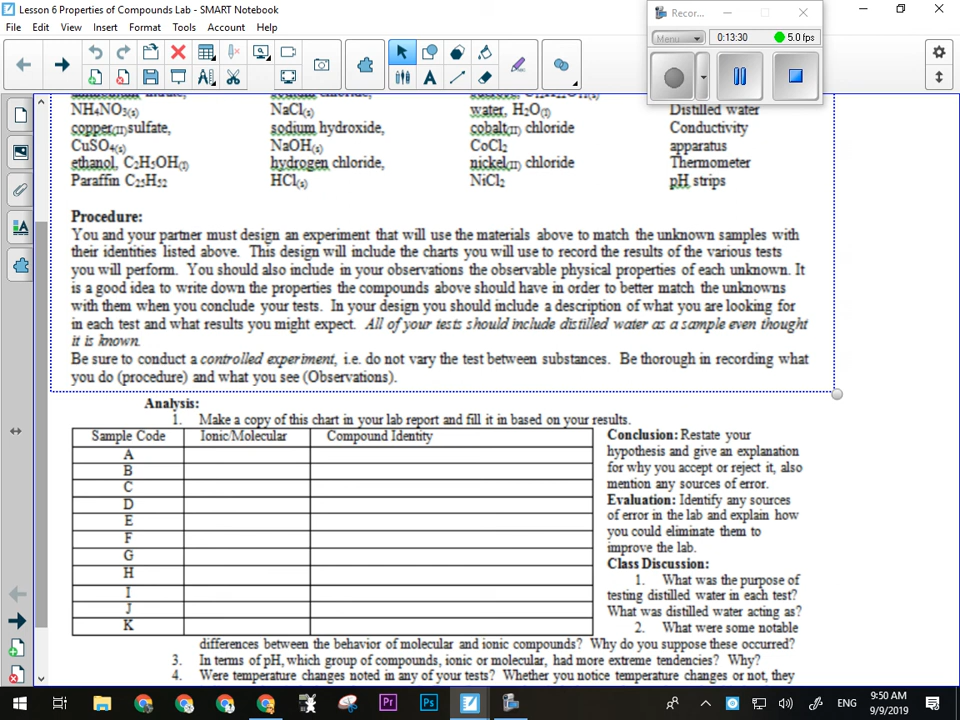 Lesson 6 Properties of Compounds Lab - SMART Notebook
Recor...
File Edit View Insert Format Tools Account Help
Menu
0:13:30
5.0 fps
NH4NO3(s) NaCl(s) water, H2O(l) Distilled water
copper(II)sulfate, sodium hydroxide, cobalt(II) chloride Conductivity
CuSO4(s) NaOH(s) CoCl2 apparatus
ethanol, C2H5OH(l) hydrogen chloride, nickel(II) chloride Thermometer
Paraffin C25H52 HCl(s) NiCl2 pH strips
Procedure:
You and your partner must design an experiment that will use the materials above to match the unknown samples with
their identities listed above. This design will include the charts you will use to record the results of the various tests
you will perform. You should also include in your observations the observable physical properties of each unknown. It
is a good idea to write down the properties the compounds above should have in order to better match the unknowns
with them when you conclude your tests. In your design you should include a description of what you are looking for
in each test and what results you might expect. All of your tests should include distilled water as a sample even thought
it is known.
Be sure to conduct a controlled experiment, i.e. do not vary the test between substances. Be thorough in recording what
you do (procedure) and what you see (Observations).
Analysis:
1. Make a copy of this chart in your lab report and fill it in based on your results.
Sample Code Ionic/Molecular Compound Identity
A
B
C
D
E
F
G
H
I
J
K
Conclusion: Restate your
hypothesis and give an explanation
for why you accept or reject it, also
mention any sources of error.
Evaluation: Identify any sources
of error in the lab and explain how
you could eliminate them to
improve the lab.
Class Discussion:
1. What was the purpose of
testing distilled water in each test?
What was distilled water acting as?
2. What were some notable
differences between the behavior of molecular and ionic compounds? Why do you suppose these occurred?
3. In terms of pH, which group of compounds, ionic or molecular, had more extreme tendencies? Why?
4. Were temperature changes noted in any of your tests? Whether you notice temperature changes or not, they
Pr
Ps
ENG
9:50 AM
9/9/2019